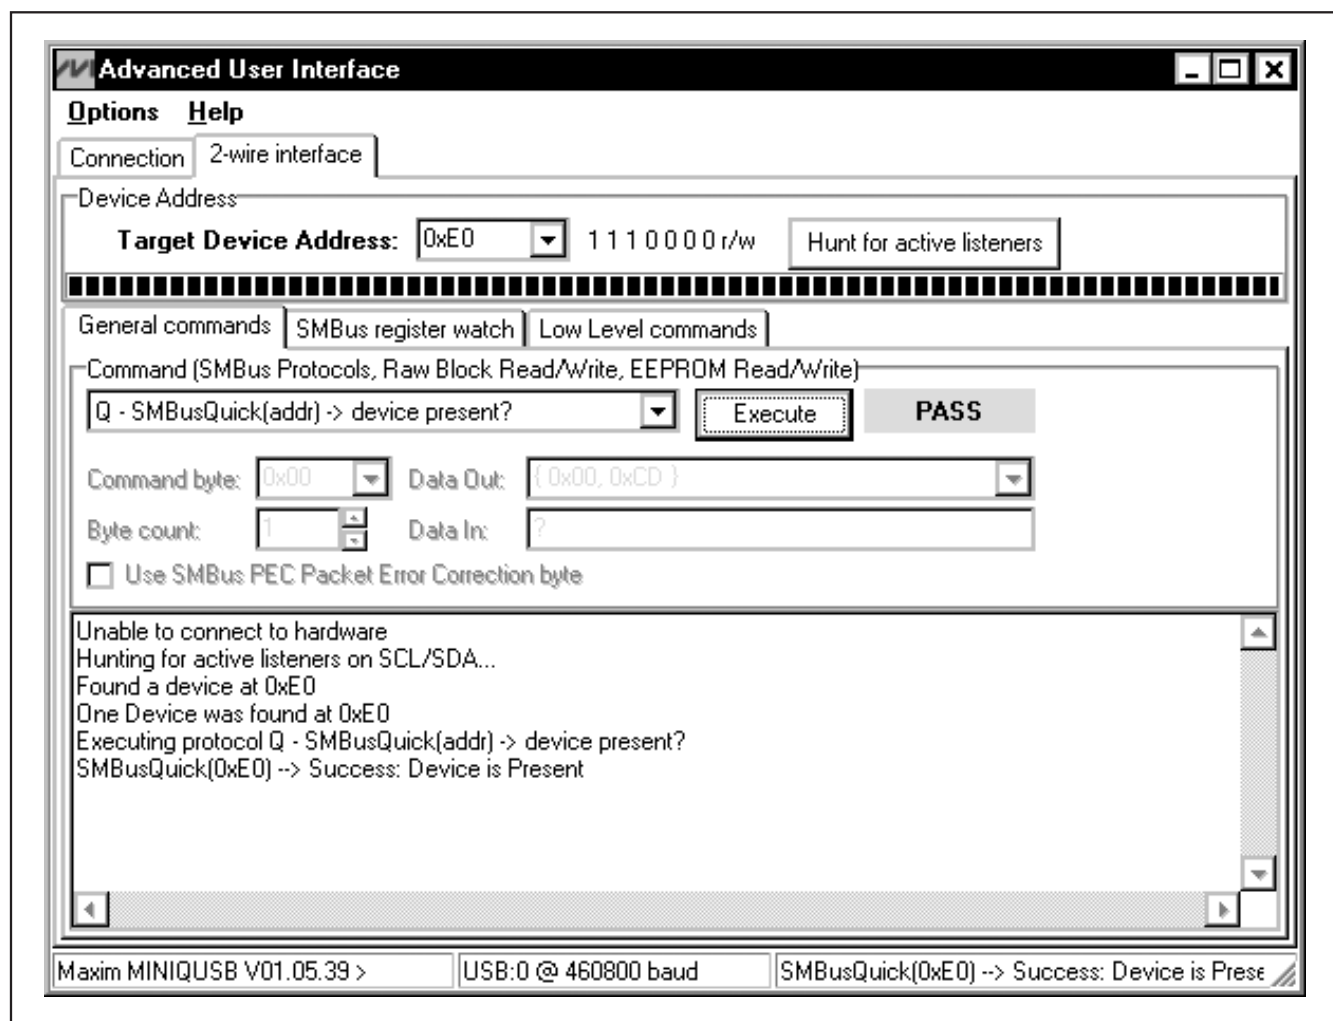 Advanced User Interface
Options Help
Connection 2-wire interface
Device Address
Target Device Address: 0xE0 1 1 1 0 0 0 0 r/w Hunt for active listeners
General commands SMBus register watch Low Level commands
Command (SMBus Protocols, Raw Block Read/Write, EEPROM Read/Write)
Q - SMBusQuick(addr) -> device present? Execute PASS
Command byte: 0x00 Data Out: { 0x00, 0xCD }
Byte count: 1 Data In: ?
Use SMBus PEC Packet Error Correction byte
Unable to connect to hardware
Hunting for active listeners on SCL/SDA...
Found a device at 0xE0
One Device was found at 0xE0
Executing protocol Q - SMBusQuick(addr) -> device present?
SMBusQuick(0xE0) --> Success: Device is Present
Maxim MINIQUSB V01.05.39 > USB:0 @ 460800 baud SMBusQuick(0xE0) --> Success: Device is Prese